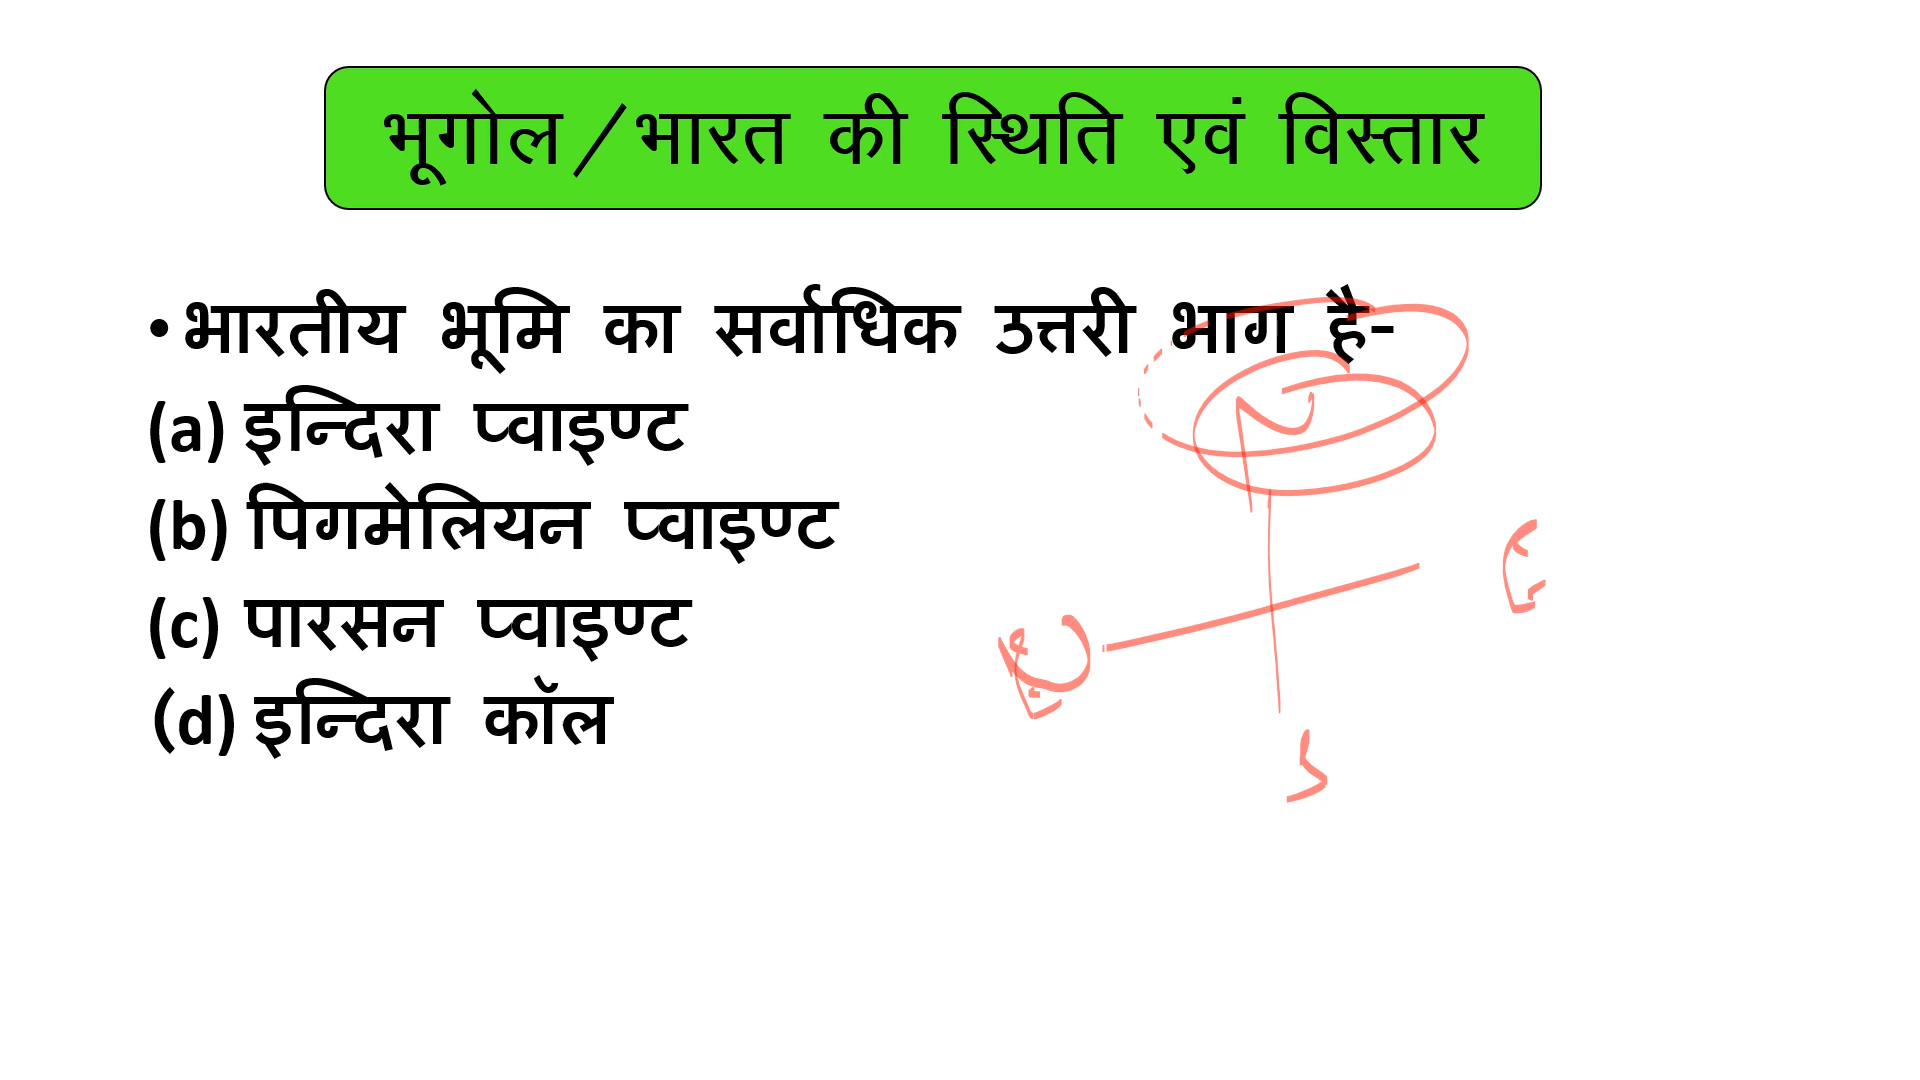 भूगोल/भारत की स्थिति एवं विस्तार
• भारतीय भूमि का सर्वाधिक उत्तरी भाग है-
(a) इन्दिरा प्वाइण्ट
(b) पिगमेलियन प्वाइण्ट
(c) पारसन प्वाइण्ट
(d) इन्दिरा कॉल
N
E
S